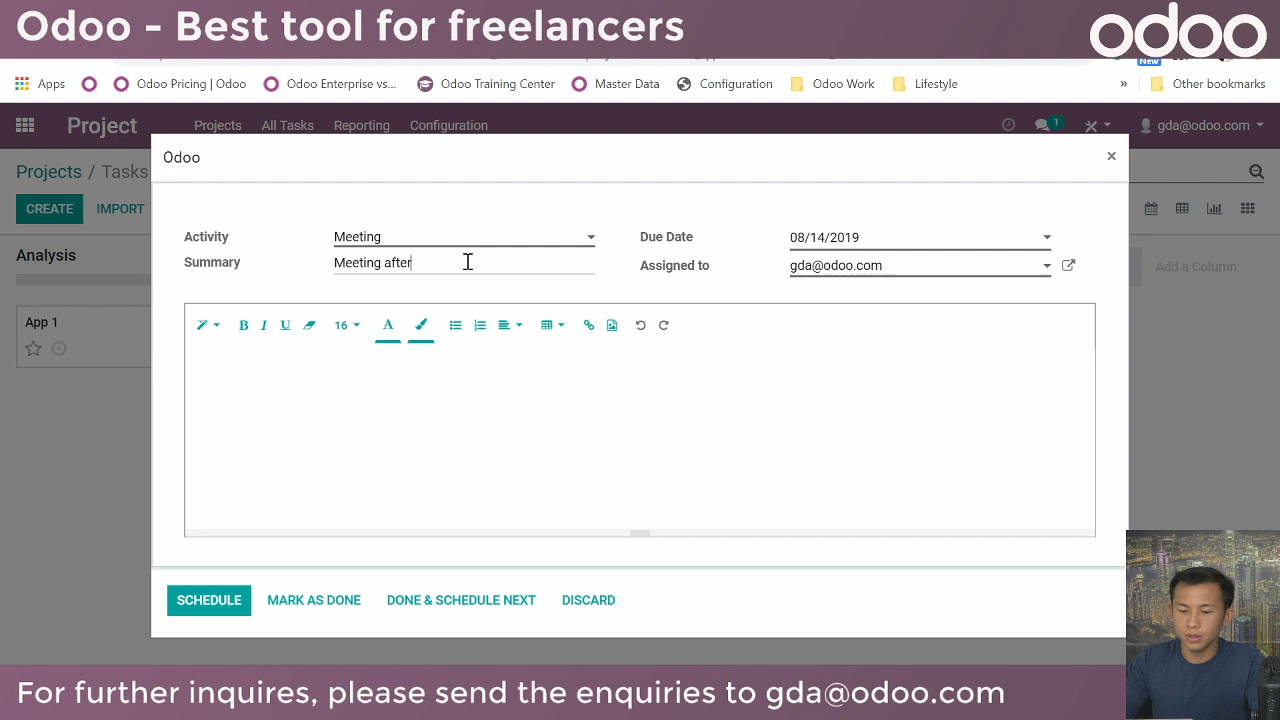 Odoo - Best tool for freelancers
odoo
New
Apps
Odoo Pricing | Odoo
Odoo Enterprise vs...
Odoo Training Center
Master Data
Configuration
Odoo Work
Lifestyle
»
Other bookmarks
Project
Projects
All Tasks
Reporting
Configuration
1
gda@odoo.com
Projects / Tasks
CREATE
IMPORT
Odoo
×
Activity
Meeting
Due Date
08/14/2019
Summary
Meeting after
Assigned to
gda@odoo.com
Analysis
Add a Column
App 1
B I U 16 A
SCHEDULE
MARK AS DONE
DONE & SCHEDULE NEXT
DISCARD
For further inquires, please send the enquiries to gda@odoo.com